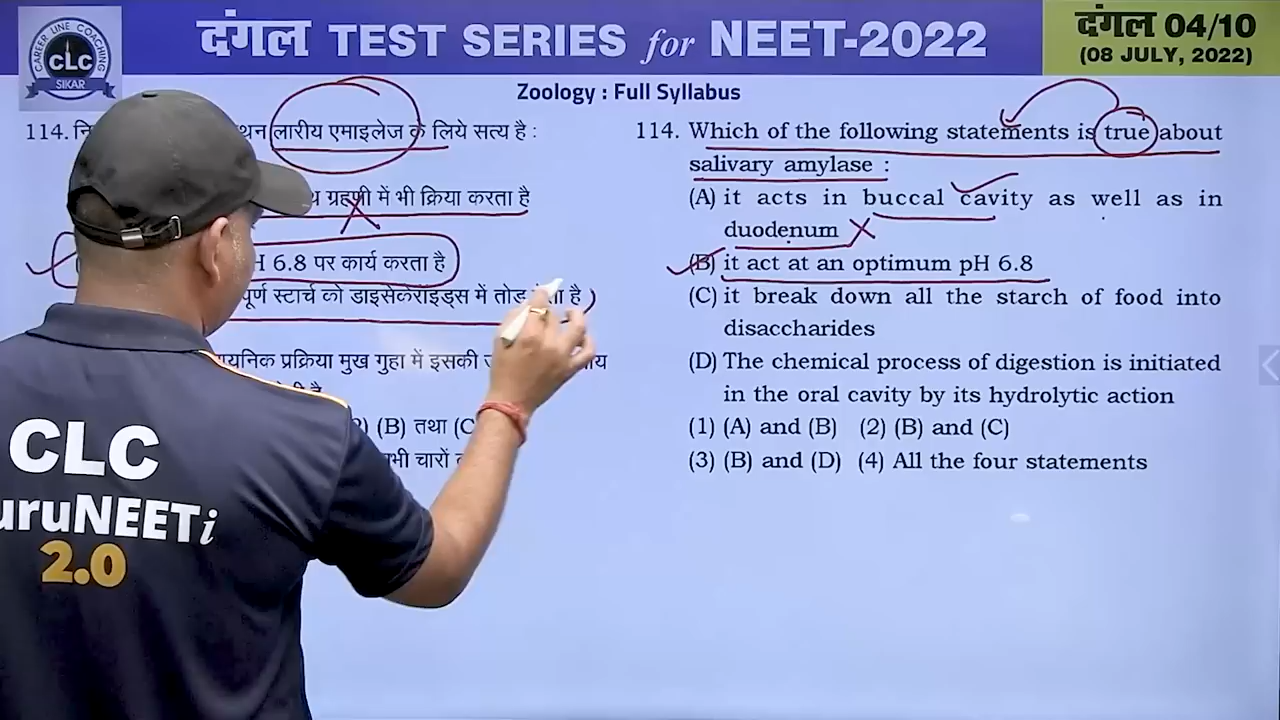 दंगल TEST SERIES for NEET-2022
दंगल 04/10
(08 JULY, 2022)
CAREER LINE COACHING
CLC
SIKAR
Zoology : Full Syllabus
114. लारीय एमाइलेज के लिये सत्य है :
ग्रहणी में भी क्रिया करता है
6.8 पर कार्य करता है
स्टार्च को डाइसेकेराइड्स में तोड़ है
प्रक्रिया मुख गुहा में इसकी
है
(B) तथा (C
चारों
114. Which of the following statements is true about
salivary amylase :
(A) it acts in buccal cavity as well as in
duodenum
(B) it act at an optimum pH 6.8
(C) it break down all the starch of food into
disaccharides
(D) The chemical process of digestion is initiated
in the oral cavity by its hydrolytic action
(1) (A) and (B) (2) (B) and (C)
(3) (B) and (D) (4) All the four statements
CLC
uruNEETi
2.0